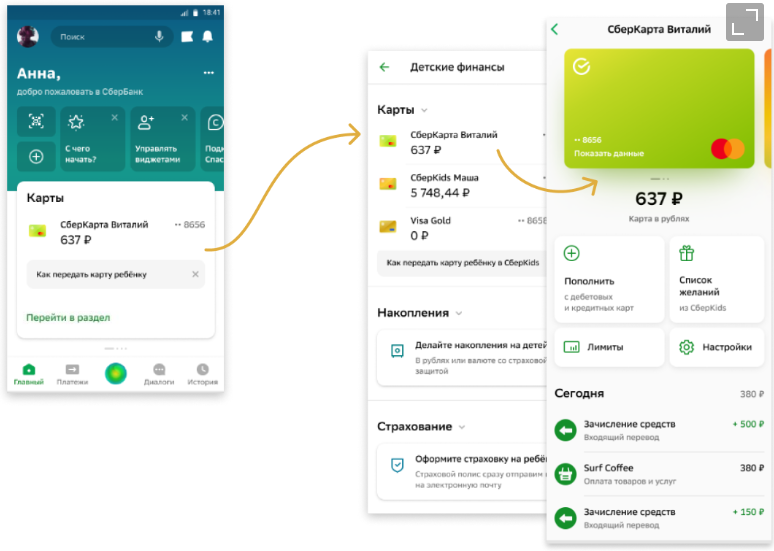 18:41
Поиск
Анна,
добро пожаловать в СберБанк
С чего
начать?
Управлять
виджетами
Подк
Спас
Карты
СберКарта Виталий •• 8656
637 ₽
Как передать карту ребёнку
Перейти в раздел
Главный
Платежи
Диалоги
История
Детские финансы
Карты
СберКарта Виталий
637 ₽
СберKids Маша
5 748,44 ₽
Visa Gold •• 8658
0 ₽
Как передать карту ребёнку в СберKids
Накопления
Делайте накопления на детей
В рублях или валюте со страховой
защитой
Страхование
Оформите страховку на ребён
Страховой полис сразу отправим
на электронную почту
СберКарта Виталий
•• 8656
Показать данные
637 ₽
Карта в рублях
Пополнить
с дебетовых
и кредитных карт
Список
желаний
из СберKids
Лимиты
Настройки
Сегодня 380 ₽
Зачисление средств + 500 ₽
Входящий перевод
Surf Coffee 380 ₽
Оплата товаров и услуг
Зачисление средств + 150 ₽
Входящий перевод